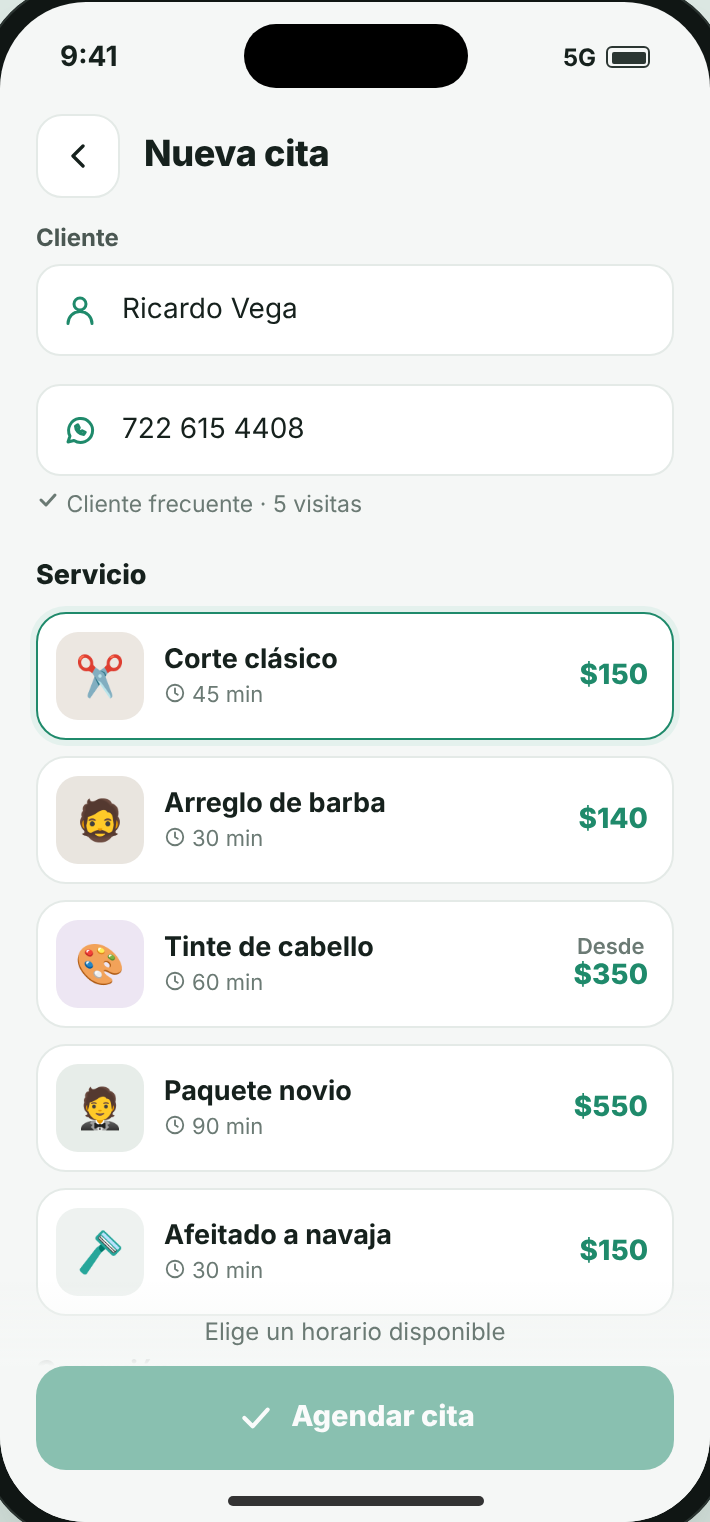 9:41
5G
Nueva cita
Cliente
Ricardo Vega
722 615 4408
Cliente frecuente · 5 visitas
Servicio
Corte clásico
45 min
$150
Arreglo de barba
30 min
$140
Tinte de cabello
60 min
Desde
$350
Paquete novio
90 min
$550
Afeitado a navaja
30 min
$150
Elige un horario disponible
Agendar cita